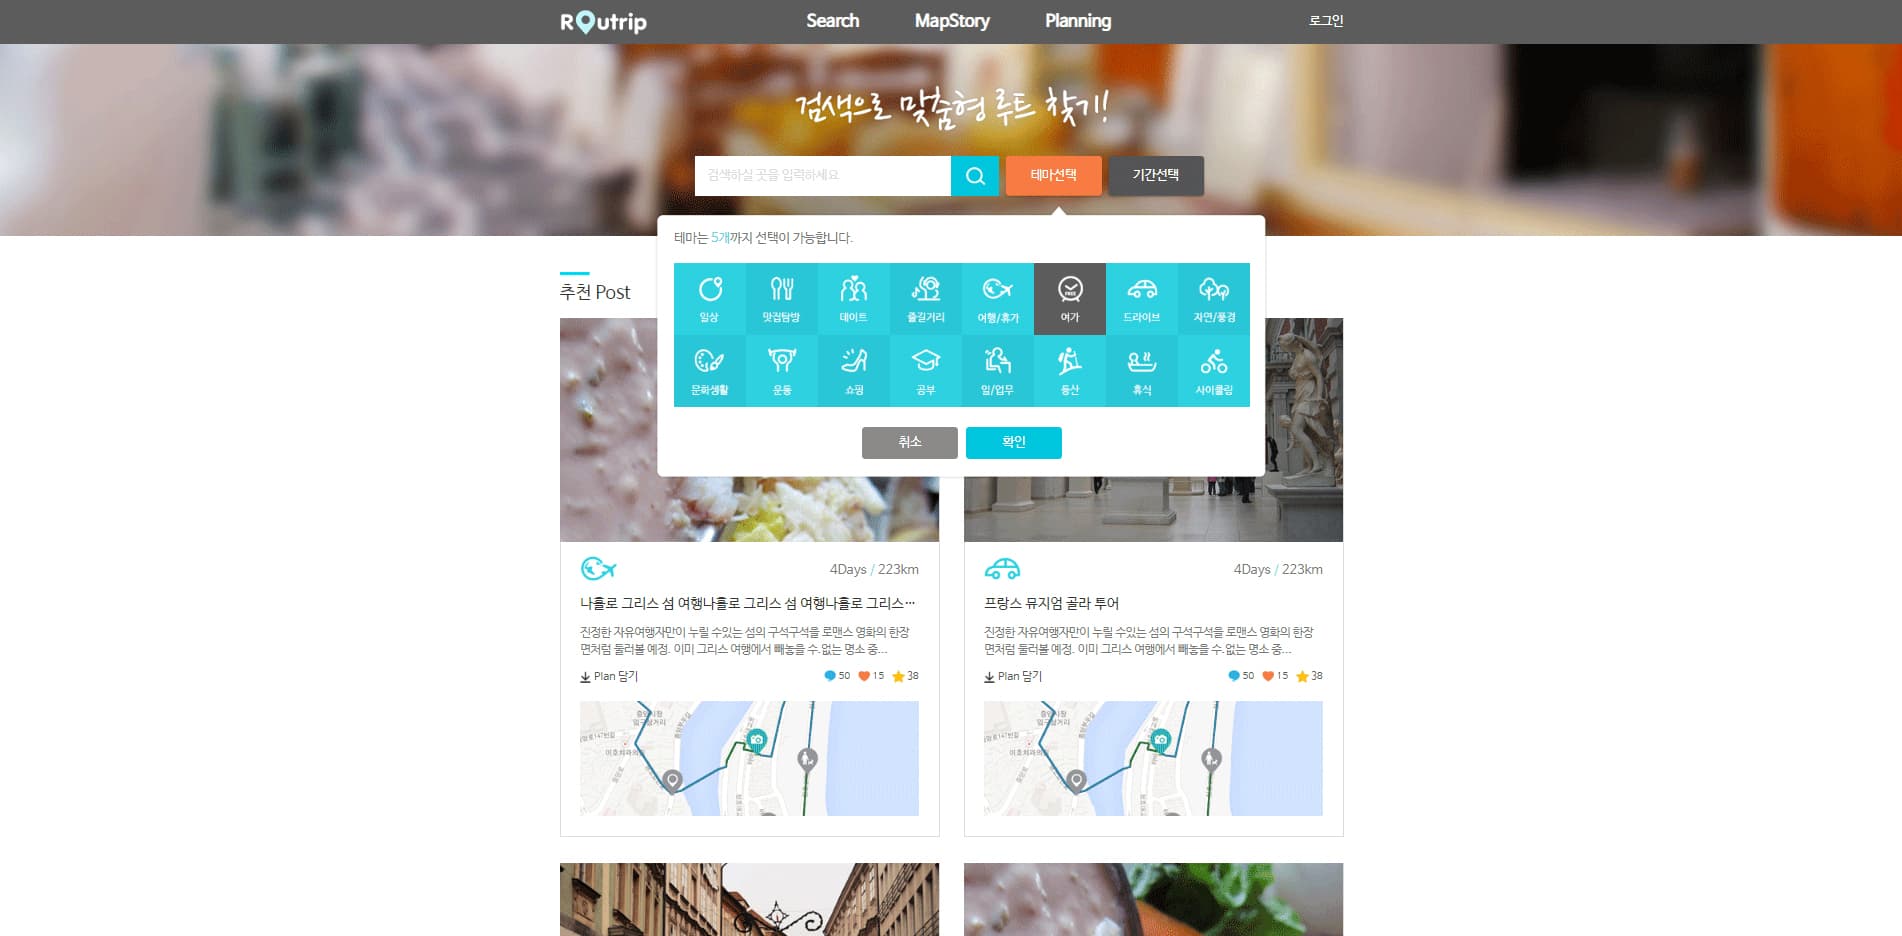 ROutrip
Search
MapStory
Planning
로그인
검색으로 맞춤형 루트 찾기!
검색하실 곳을 입력하세요
테마선택
기간선택
테마는 5개까지 선택이 가능합니다.
일상
맛집탐방
데이트
즐길거리
여행/휴가
FREE
여가
드라이브
자연/풍경
문화생활
운동
쇼핑
공부
일/업무
등산
휴식
사이클링
취소
확인
추천 Post
4Days / 223km
나홀로 그리스 섬 여행나홀로 그리스 섬 여행나홀로 그리스…
진정한 자유여행자만이 누릴 수있는 섬의 구석구석을 로맨스 영화의 한장
면처럼 둘러볼 예정. 이미 그리스 여행에서 빼놓을 수.없는 명소 중...
Plan 담기
50
15
38
4Days / 223km
프랑스 뮤지엄 골라 투어
진정한 자유여행자만이 누릴 수있는 섬의 구석구석을 로맨스 영화의 한장
면처럼 둘러볼 예정. 이미 그리스 여행에서 빼놓을 수.없는 명소 중...
Plan 담기
50
15
38